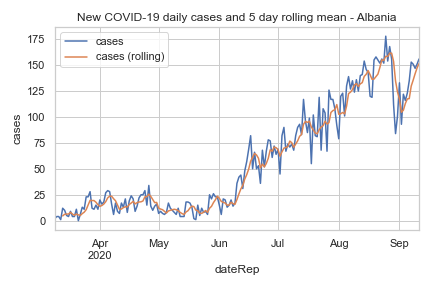 New COVID-19 daily cases and 5 day rolling mean - Albania
cases
cases (rolling)
175
150
125
100
75
50
25
0
cases
Apr May Jun Jul Aug Sep
2020
dateRep